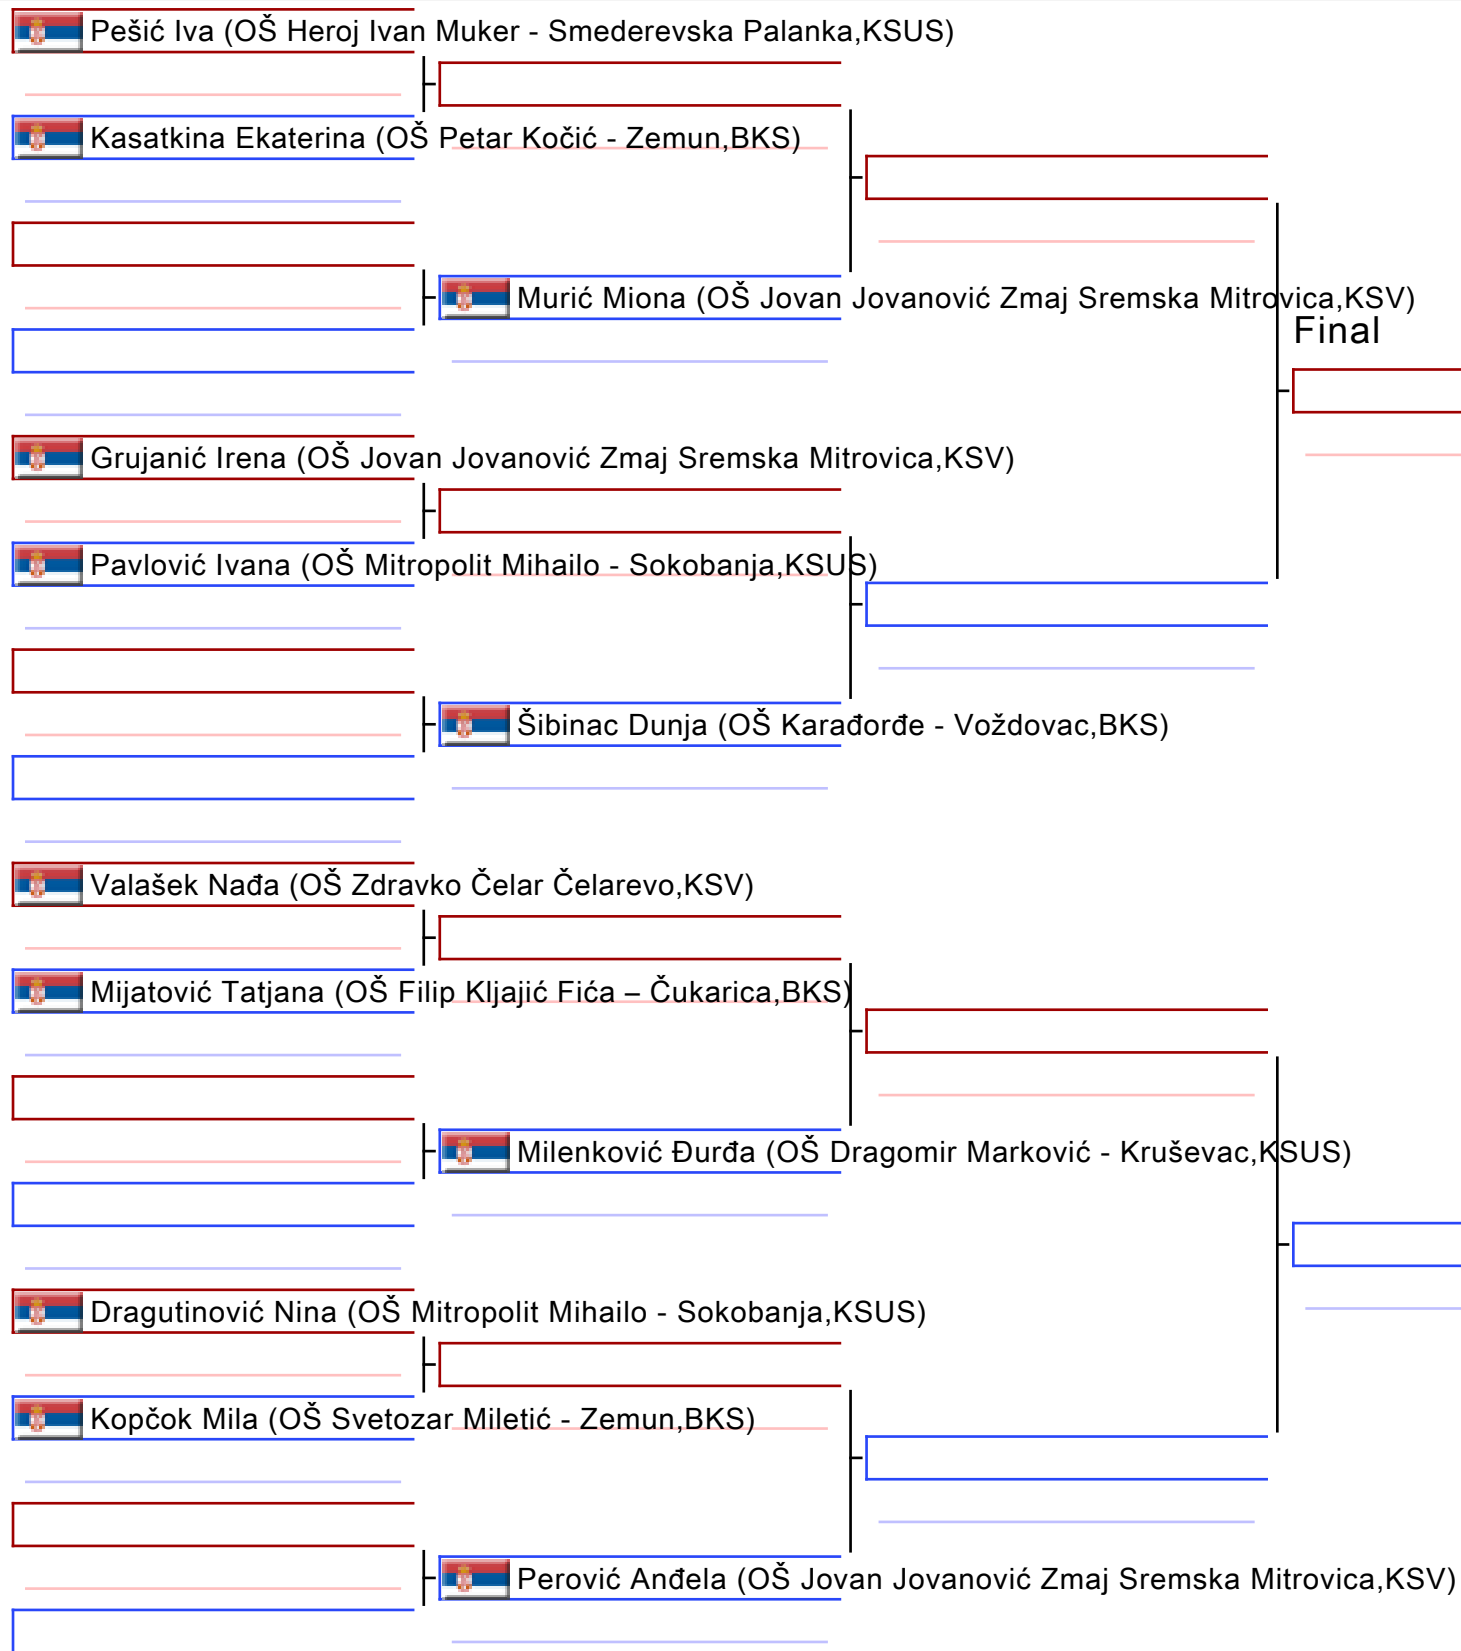 Pešić Iva (OŠ Heroj Ivan Muker - Smederevska Palanka,KSUS)
Kasatkina Ekaterina (OŠ Petar Kočić - Zemun,BKS)
Murić Miona (OŠ Jovan Jovanović Zmaj Sremska Mitrovica,KSV)
Final
Grujanić Irena (OŠ Jovan Jovanović Zmaj Sremska Mitrovica,KSV)
Pavlović Ivana (OŠ Mitropolit Mihailo - Sokobanja,KSUS)
Šibinac Dunja (OŠ Karađorđe - Voždovac,BKS)
Valašek Nađa (OŠ Zdravko Čelar Čelarevo,KSV)
Mijatović Tatjana (OŠ Filip Kljajić Fića – Čukarica,BKS)
Milenković Đurđa (OŠ Dragomir Marković - Kruševac,KSUS)
Dragutinović Nina (OŠ Mitropolit Mihailo - Sokobanja,KSUS)
Kopčok Mila (OŠ Svetozar Miletić - Zemun,BKS)
Perović Anđela (OŠ Jovan Jovanović Zmaj Sremska Mitrovica,KSV)